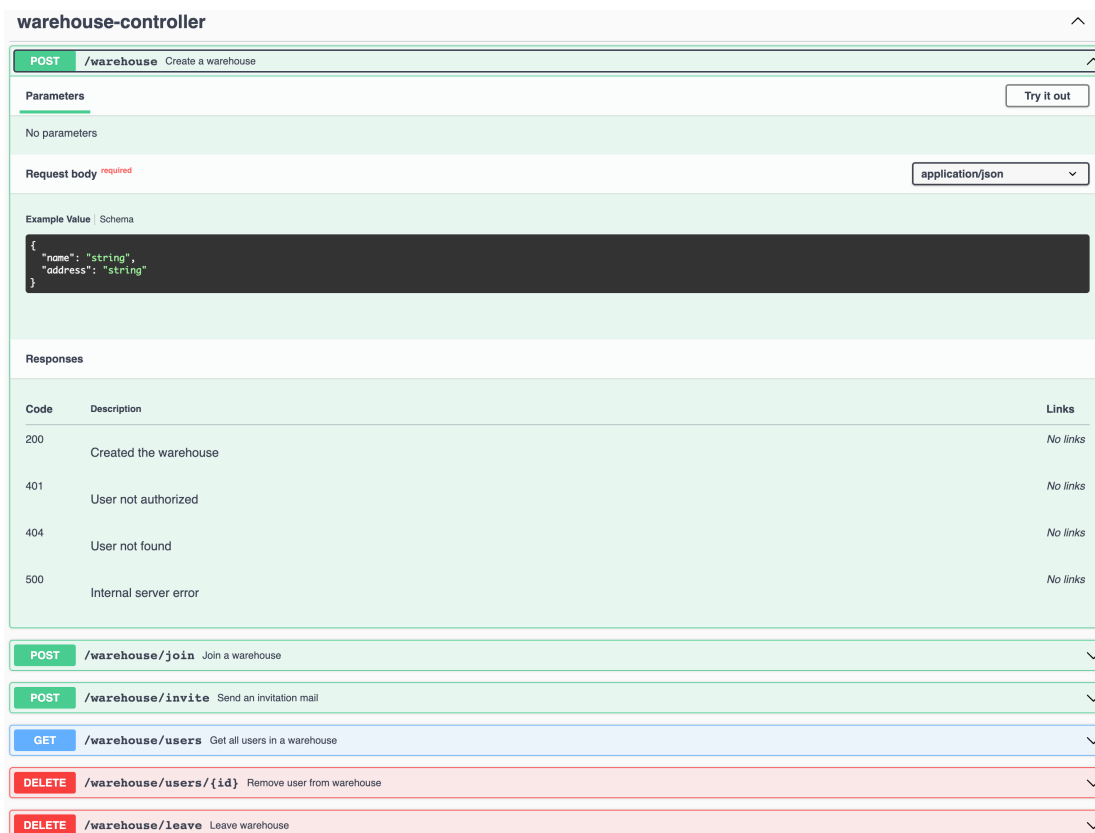 warehouse-controller
POST /warehouse Create a warehouse
Parameters Try it out
No parameters
Request body required application/json
Example Value Schema
{
"name": "string",
"address": "string"
}
Responses
Code Description Links
200 No links
Created the warehouse
401 No links
User not authorized
404 No links
User not found
500 No links
Internal server error
POST /warehouse/join Join a warehouse
POST /warehouse/invite Send an invitation mail
GET /warehouse/users Get all users in a warehouse
DELETE /warehouse/users/{id} Remove user from warehouse
DELETE /warehouse/leave Leave warehouse